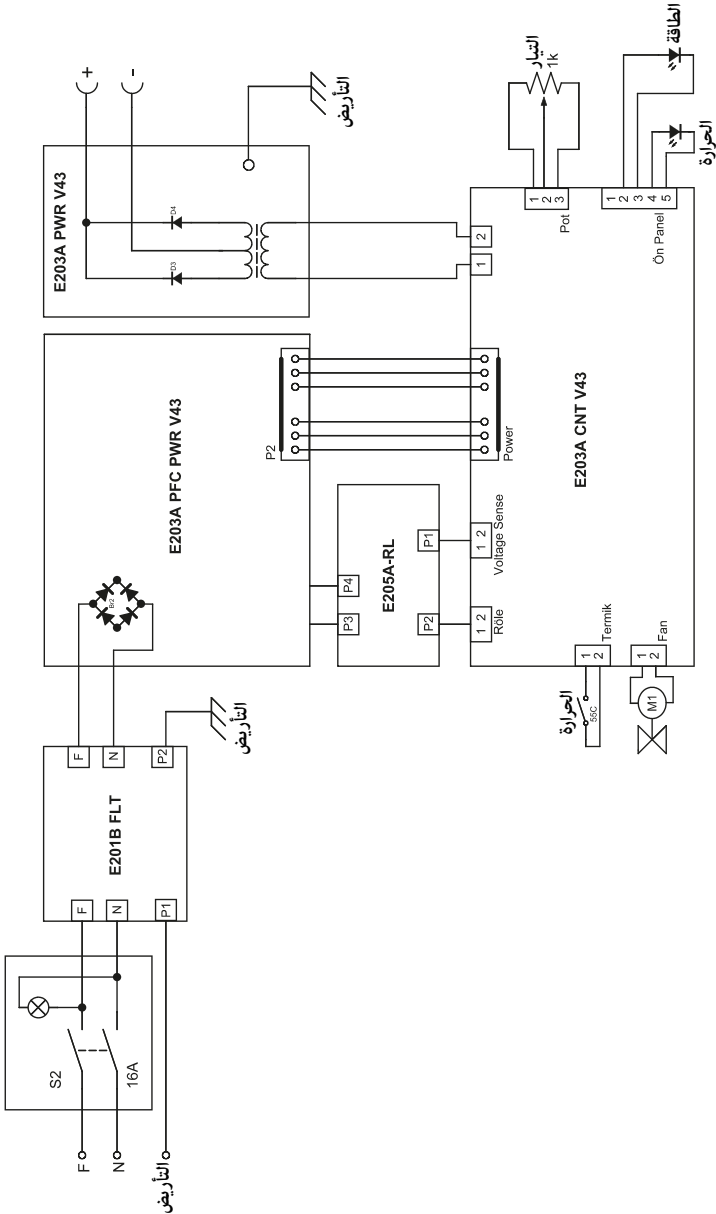 F
N
التأريض
S2
16A
F
N
P1
E201B FLT
F
N
P2
التأريض
Br2
E203A PFC PWR V43
P2
E203A PWR V43
D3
D4
+
-
التأريض
P3
P4
E205A-RL
P2
P1
1 2
Röle
1 2
Voltage Sense
Power
1
2
E203A CNT V43
الحرارة
55C
1
2
Termik
M1
1
2
Fan
التيار
1k
1
2
3
Pot
1
2
3
4
5
Ön Panel
الطاقة
الحرارة